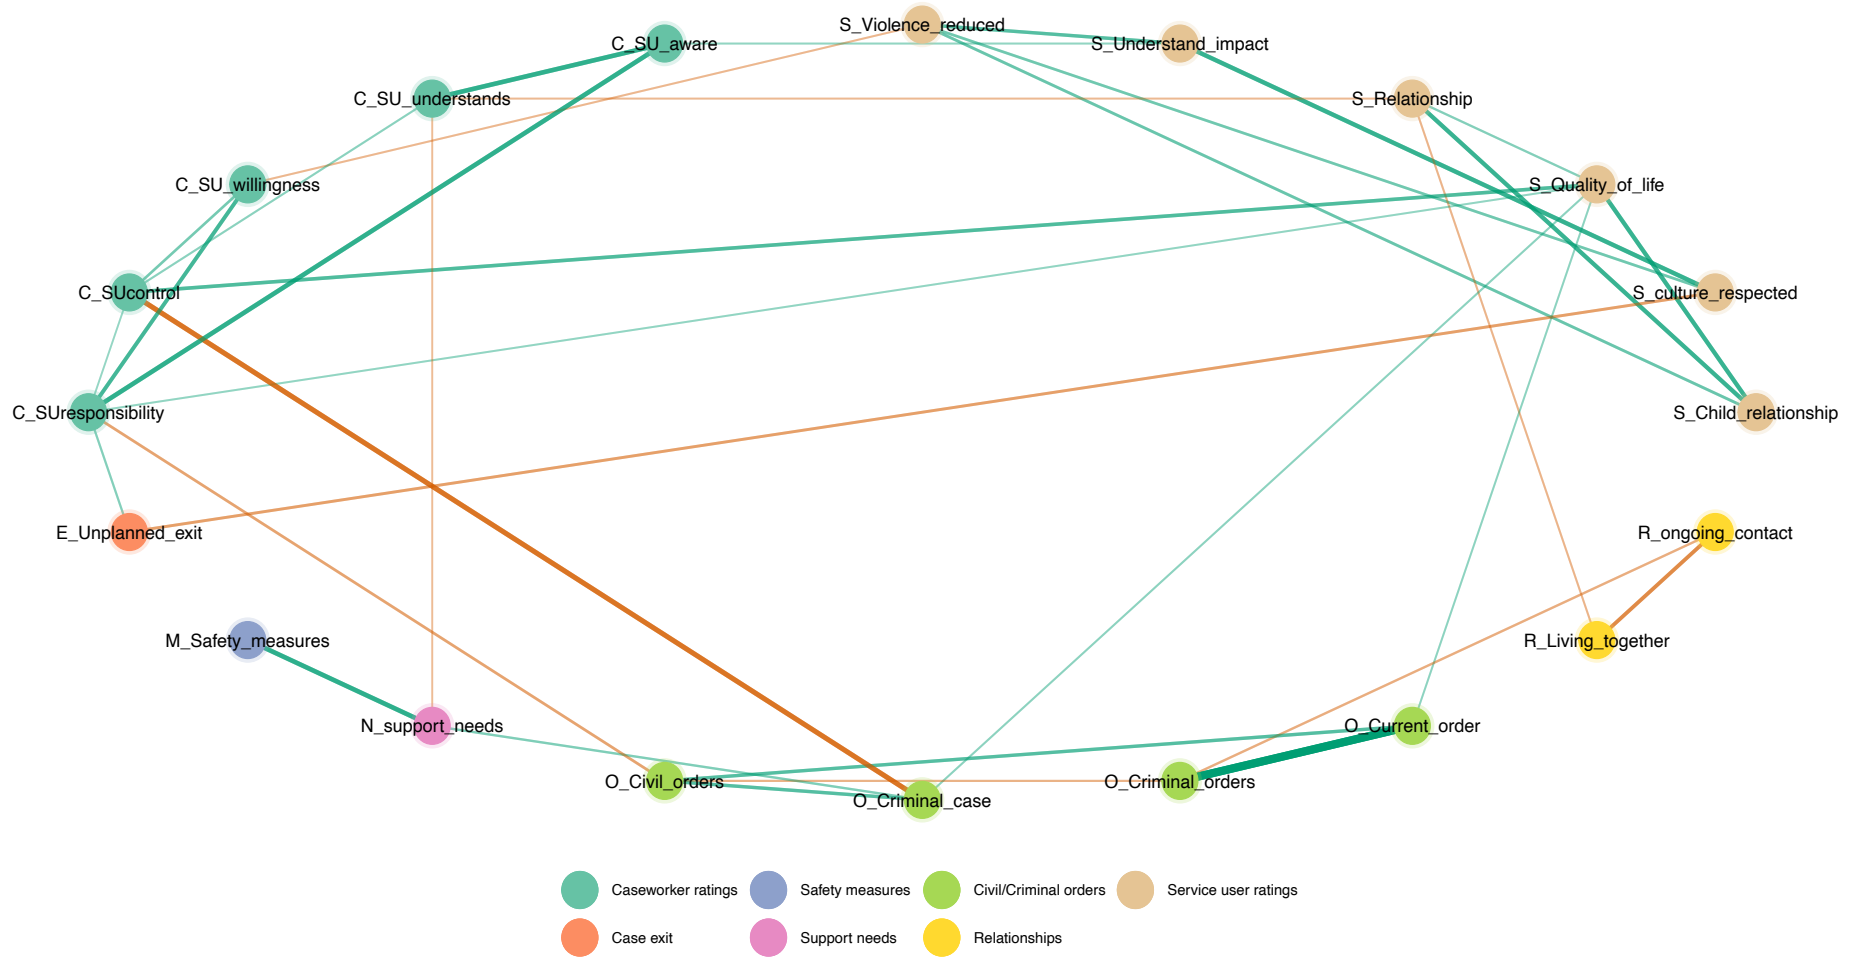 S_Violence_reduced
C_SU_aware
S_Understand_impact
C_SU_understands
S_Relationship
C_SU_willingness
S_Quality_of_life
C_SUcontrol
S_culture_respected
C_SUresponsibility
S_Child_relationship
E_Unplanned_exit
R_ongoing_contact
M_Safety_measures
R_Living_together
N_support_needs
O_Current_order
O_Civil_orders
O_Criminal_orders
O_Criminal_case
Caseworker ratings
Safety measures
Civil/Criminal orders
Service user ratings
Case exit
Support needs
Relationships